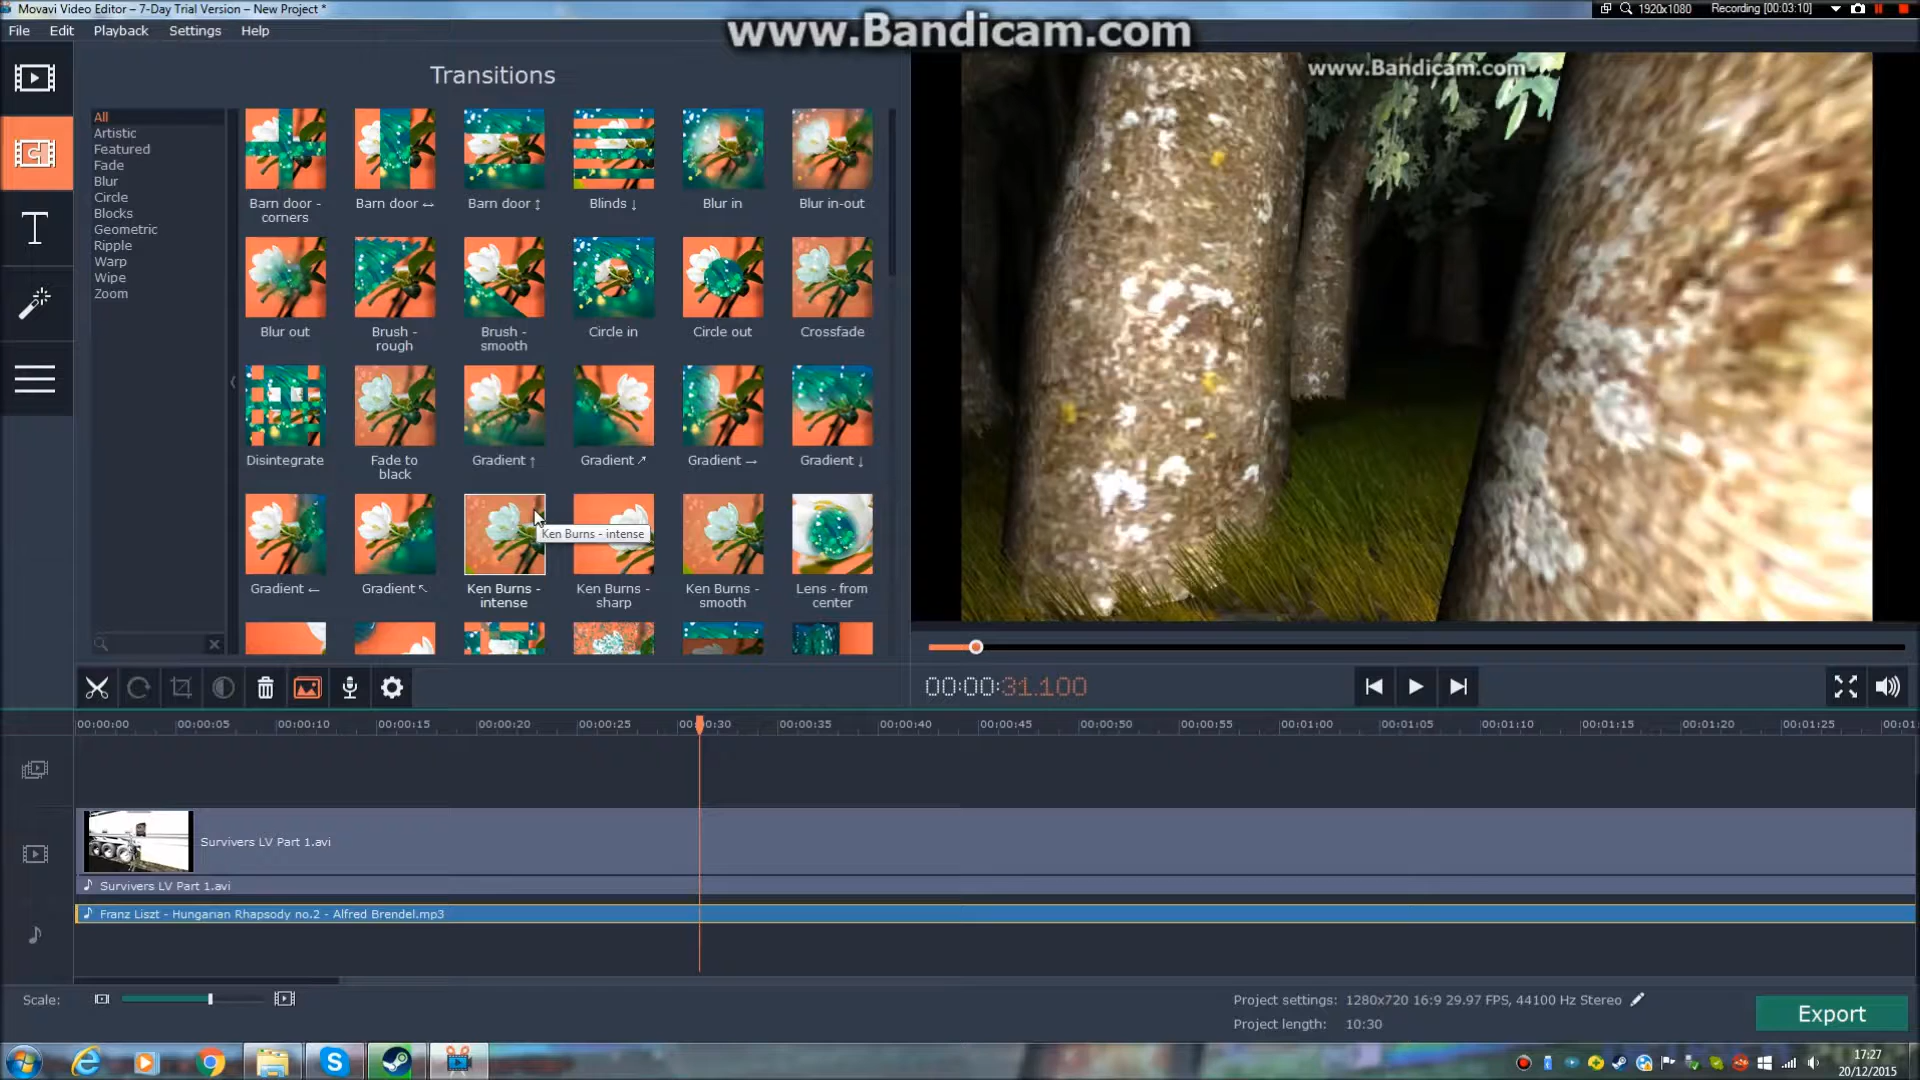 Movavi Video Editor – 7-Day Trial Version – New Project *
1920x1080
Recording [00:03:10]
File
Edit
Playback
Settings
Help
www.Bandicam.com
www.Bandicam.com
Transitions
All
Artistic
Featured
Fade
Blur
Circle
Blocks
Geometric
Ripple
Warp
Wipe
Zoom
Barn door - corners
Barn door ↔
Barn door ↕
Blinds ↓
Blur in
Blur in-out
Blur out
Brush - rough
Brush - smooth
Circle in
Circle out
Crossfade
Disintegrate
Fade to black
Gradient ↑
Gradient ↗
Gradient →
Gradient ↓
Gradient ←
Gradient ↖
Ken Burns - intense
Ken Burns - sharp
Ken Burns - smooth
Lens - from center
Ken Burns - intense
00:00:31.100
00:00:00
00:00:05
00:00:10
00:00:15
00:00:20
00:00:25
00:00:30
00:00:35
00:00:40
00:00:45
00:00:50
00:00:55
00:01:00
00:01:05
00:01:10
00:01:15
00:01:20
00:01:25
00:01:
Survivers LV Part 1.avi
Survivers LV Part 1.avi
Franz Liszt - Hungarian Rhapsody no.2 - Alfred Brendel.mp3
Scale:
Project settings: 1280x720 16:9 29.97 FPS, 44100 Hz Stereo
Project length: 10:30
Export
17:27
20/12/2015